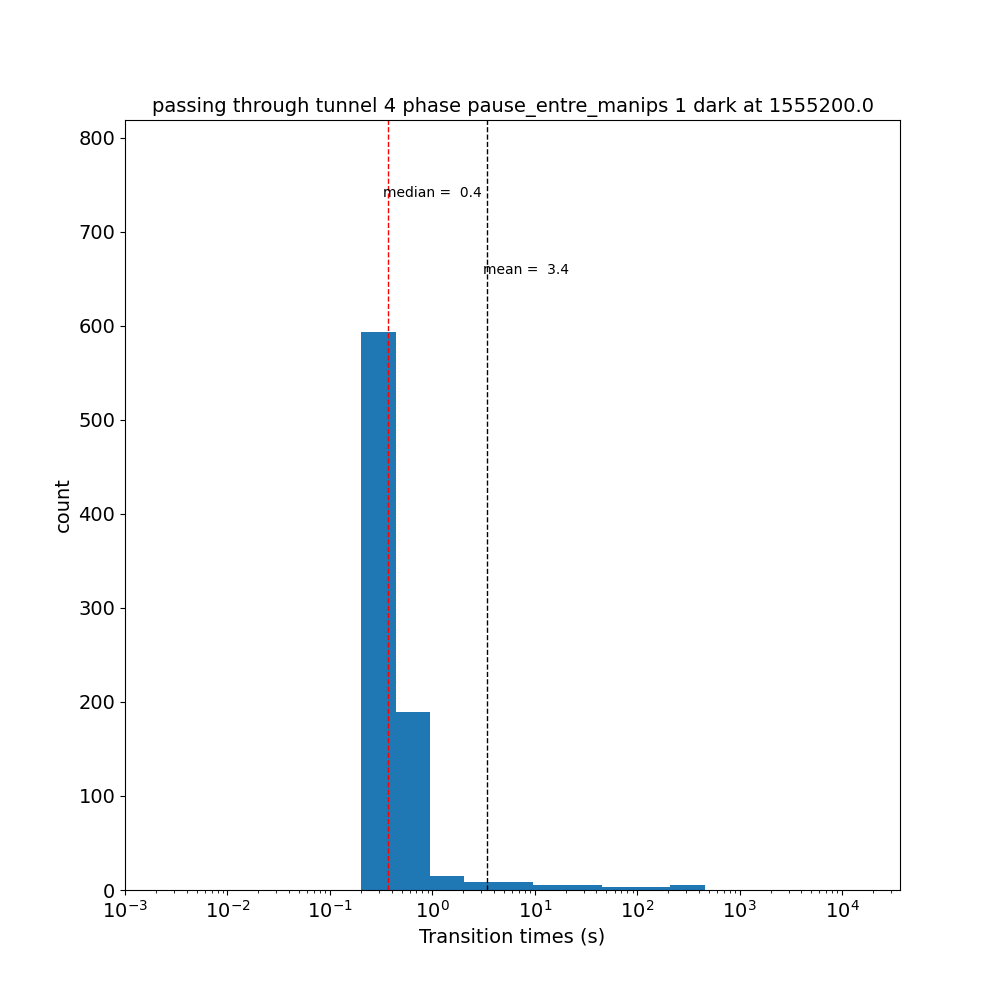 passing through tunnel 4 phase pause_entre_manips 1 dark at 1555200.0
800
700
600
500
400
300
200
100
0
median =  0.4
mean =  3.4
count
10⁻³ 10⁻² 10⁻¹ 10⁰ 10¹ 10² 10³ 10⁴
Transition times (s)